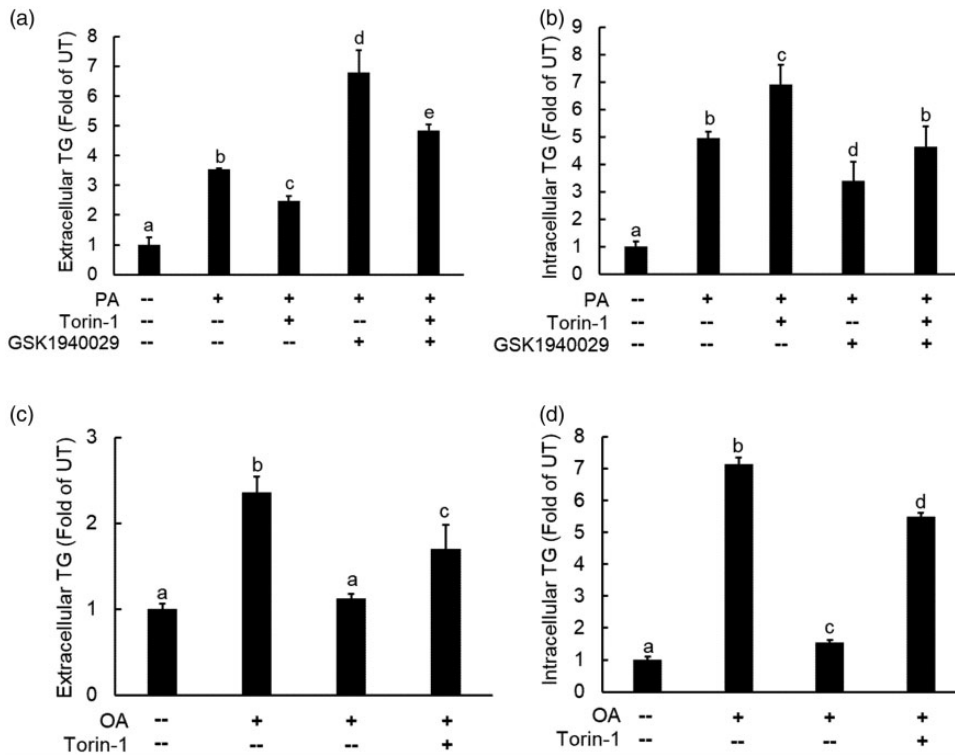 (a)
Extracellular TG (Fold of UT)
8
7
6
5
4
3
2
1
0
a
b
c
d
e
PA -- + + + +
Torin-1 -- -- + -- +
GSK1940029 -- -- -- + +
(b)
Intracellular TG (Fold of UT)
9
8
7
6
5
4
3
2
1
0
a
b
c
d
b
PA -- + + + +
Torin-1 -- -- + -- +
GSK1940029 -- -- -- + +
(c)
Extracellular TG (Fold of UT)
3
2
1
0
a
b
a
c
OA -- + + +
Torin-1 -- -- -- +
(d)
Intracellular TG (Fold of UT)
8
7
6
5
4
3
2
1
0
a
b
c
d
OA -- + + +
Torin-1 -- -- -- +